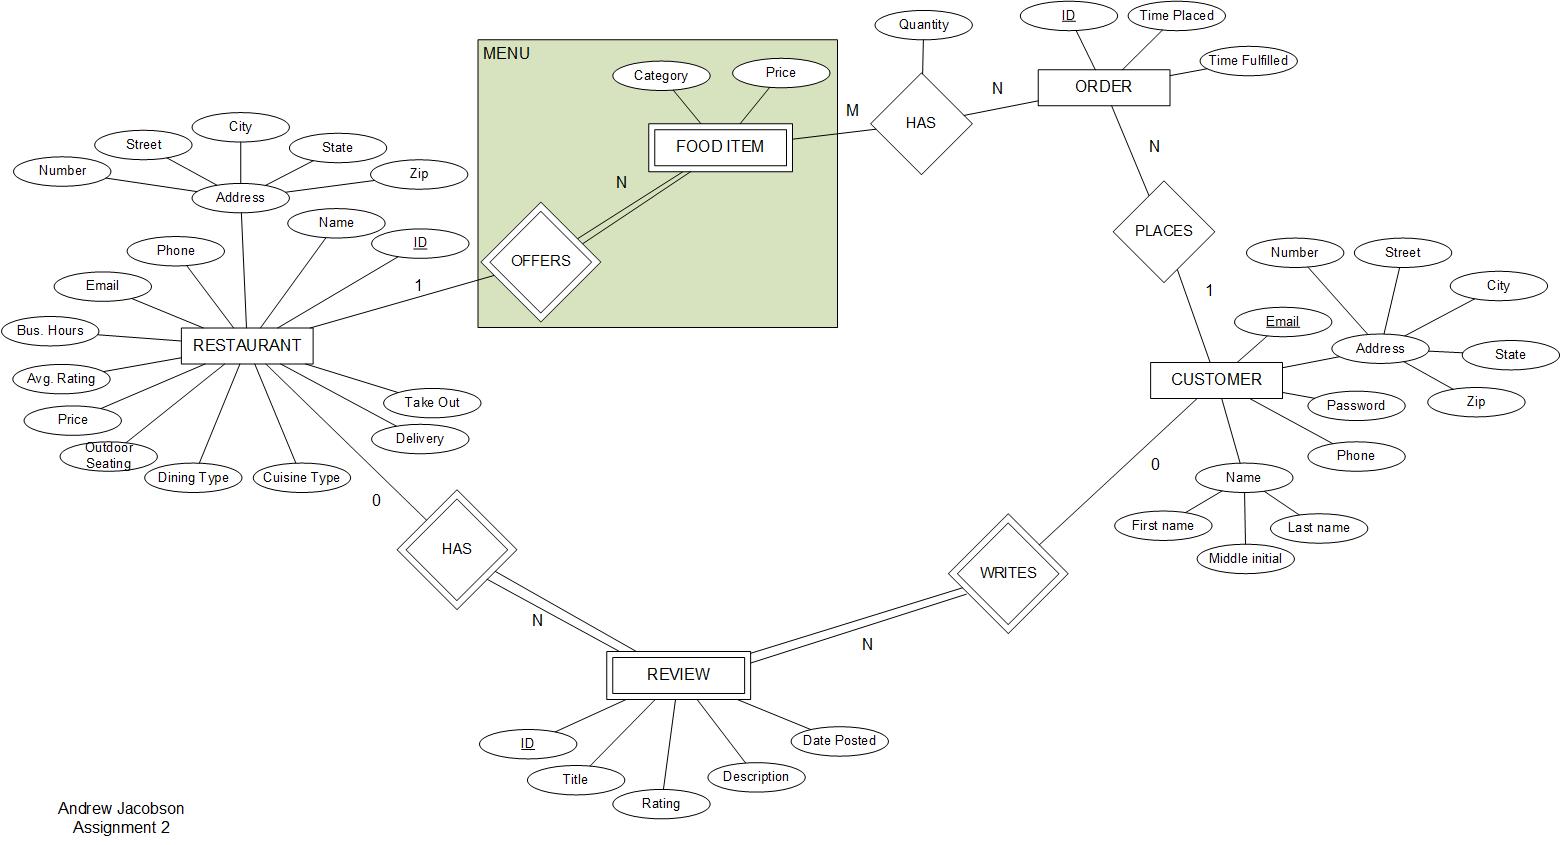 ID
Time Placed
Quantity
Time Fulfilled
MENU
Category
Price
ORDER
N
M
HAS
FOOD ITEM
City
Street
State
Number
Zip
Address
N
N
Name
ID
Phone
OFFERS
PLACES
Number
Street
Email
1
1
City
Bus. Hours
RESTAURANT
Email
Address
State
Avg. Rating
CUSTOMER
Take Out
Password
Zip
Price
Delivery
Outdoor
Seating
Dining Type
Cuisine Type
Phone
0
Name
0
First name
Last name
Middle initial
HAS
WRITES
N
N
REVIEW
ID
Date Posted
Title
Description
Rating
Andrew Jacobson
Assignment 2